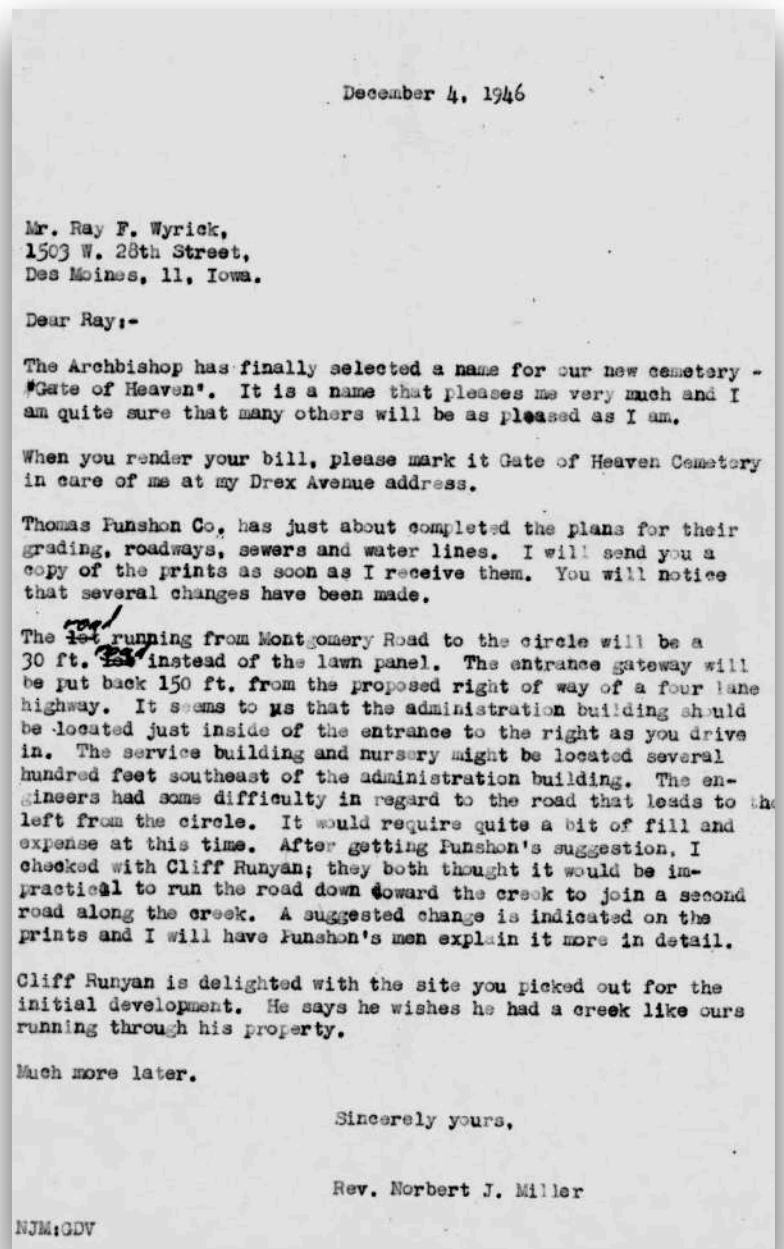 December 4, 1946
Mr. Ray F. Wyrick,
1503 W. 28th Street,
Des Moines, 11, Iowa.
Dear Ray:-
The Archbishop has finally selected a name for our new cemetery -
"Gate of Heaven". It is a name that pleases me very much and I
am quite sure that many others will be as pleased as I am.
When you render your bill, please mark it Gate of Heaven Cemetery
in care of me at my Drex Avenue address.
Thomas Punshon Co. has just about completed the plans for their
grading, roadways, sewers and water lines. I will send you a
copy of the prints as soon as I receive them. You will notice
that several changes have been made.
road
The lot running from Montgomery Road to the circle will be a
30 ft. road instead of the lawn panel. The entrance gateway will
be put back 150 ft. from the proposed right of way of a four lane
highway. It seems to us that the administration building should
be located just inside of the entrance to the right as you drive
in. The service building and nursery might be located several
hundred feet southeast of the administration building. The en-
gineers had some difficulty in regard to the road that leads to the
left from the circle. It would require quite a bit of fill and
expense at this time. After getting Punshon's suggestion, I
checked with Cliff Runyan; they both thought it would be im-
practical to run the road down toward the creek to join a second
road along the creek. A suggested change is indicated on the
prints and I will have Punshon's men explain it more in detail.
Cliff Runyan is delighted with the site you picked out for the
initial development. He says he wishes he had a creek like ours
running through his property.
Much more later.
Sincerely yours,
Rev. Norbert J. Miller
NJM:GDV